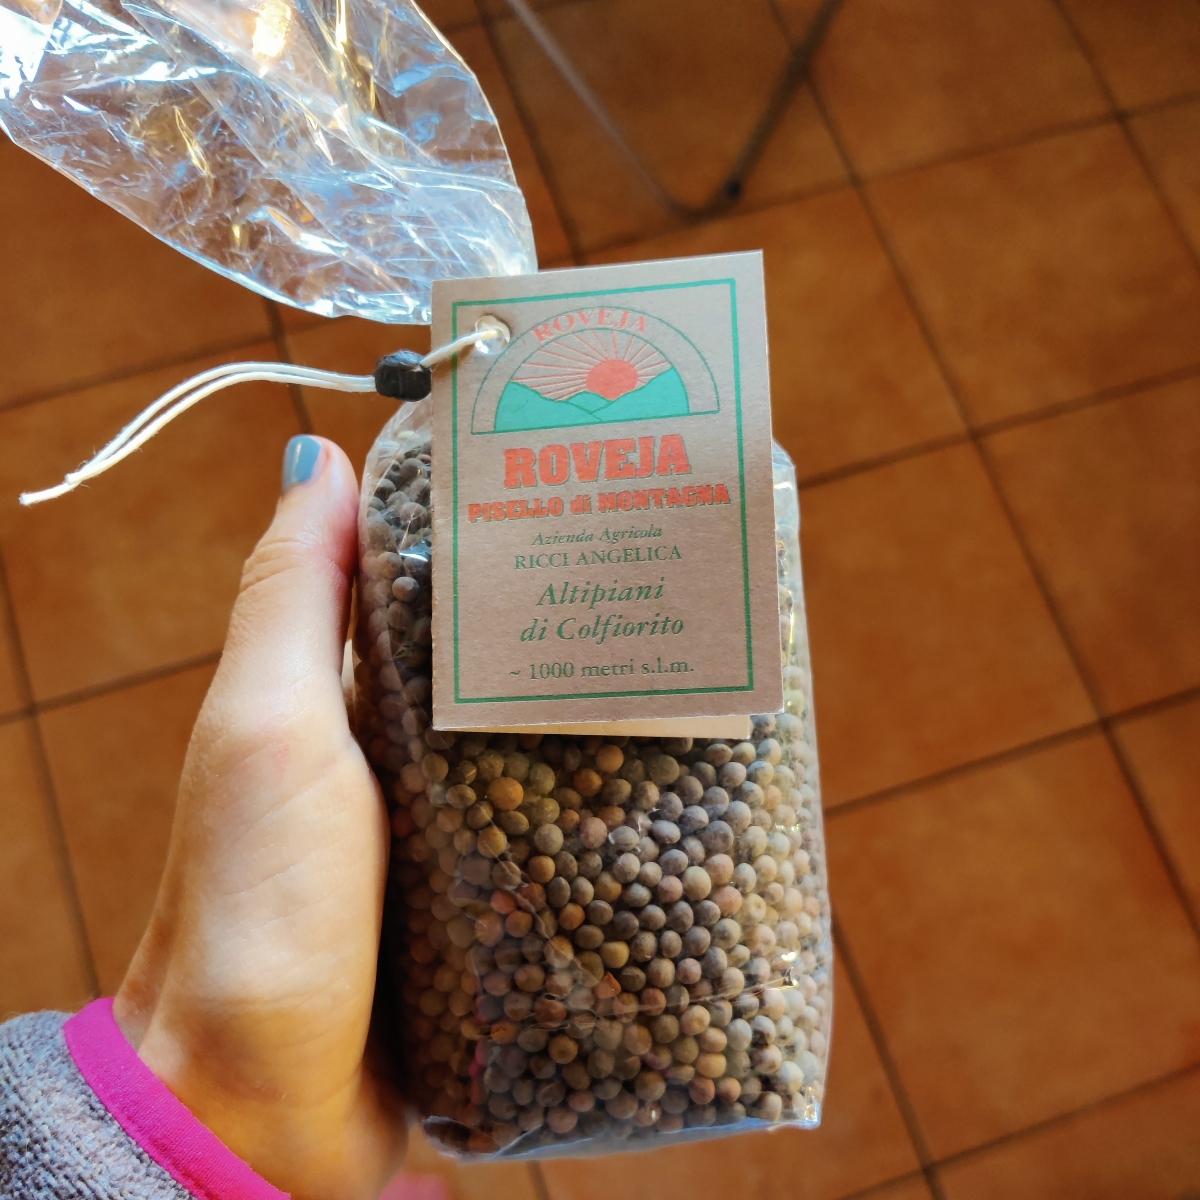 ROVEJA
ROVEJA
PISELLO di MONTAGNA
Azienda Agricola
RICCI ANGELICA
Altipiani
di Colfiorito
~ 1000 metri s.l.m.